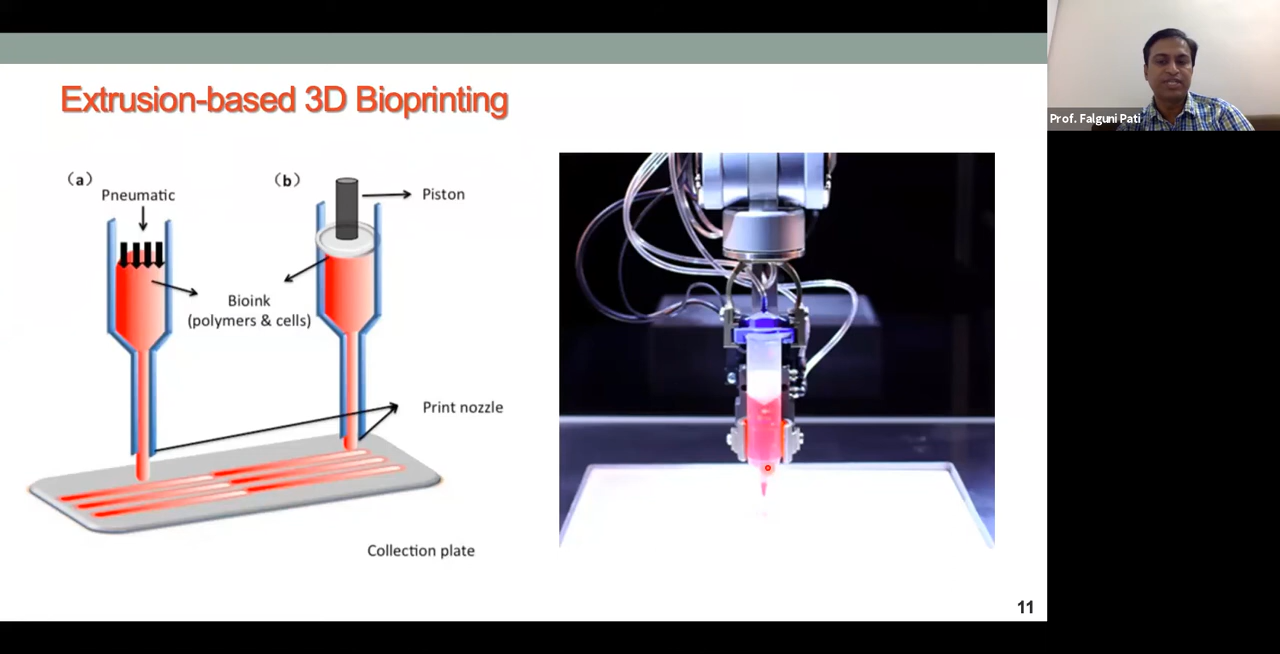 Extrusion-based 3D Bioprinting
Prof. Falguni Pati
(a)
Pneumatic
(b)
Piston
Bioink
(polymers & cells)
Print nozzle
Collection plate
11